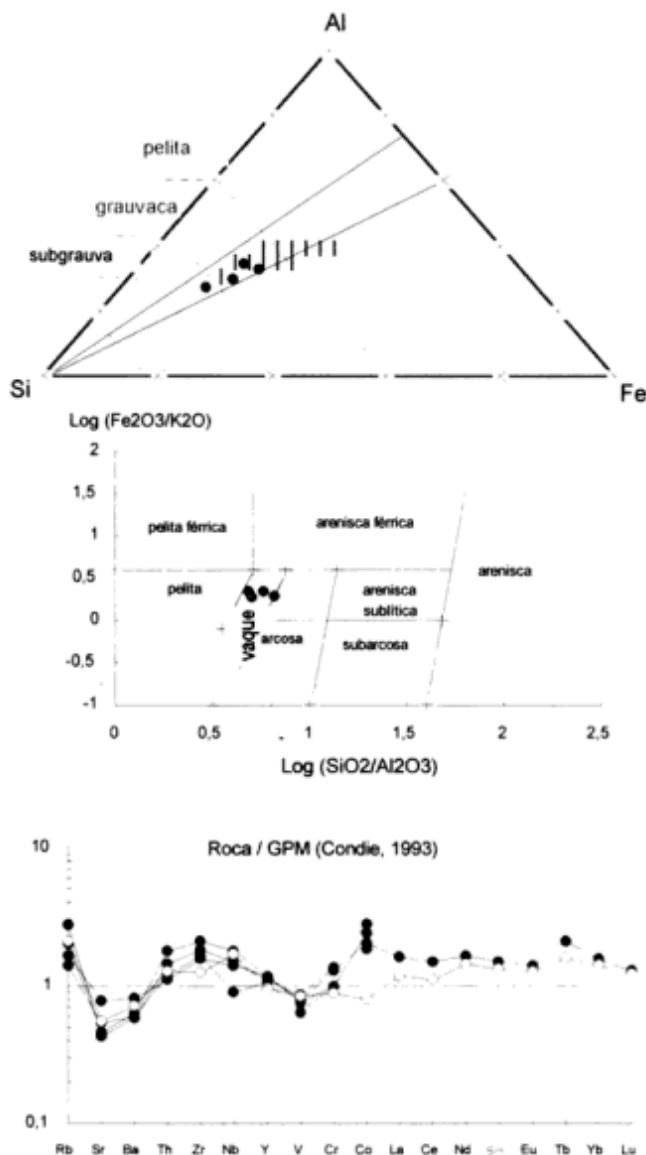 Al
pelita
grauvaca
subgrauva
Si
Fe
Log (Fe2O3/K2O)
2
1,5
1
0,5
0
-0,5
-1
pelita férrica
arenisca férrica
arenisca
pelita
arenisca
sublítica
vaque
arcosa
subarcosa
0
0,5
1
1,5
2
2,5
Log (SiO2/Al2O3)
Roca / GPM (Condie, 1993)
10
1
0,1
Rb Sr Ba Th Zr Nb Y V Cr Co La Ce Nd Sm Eu Tb Yb Lu